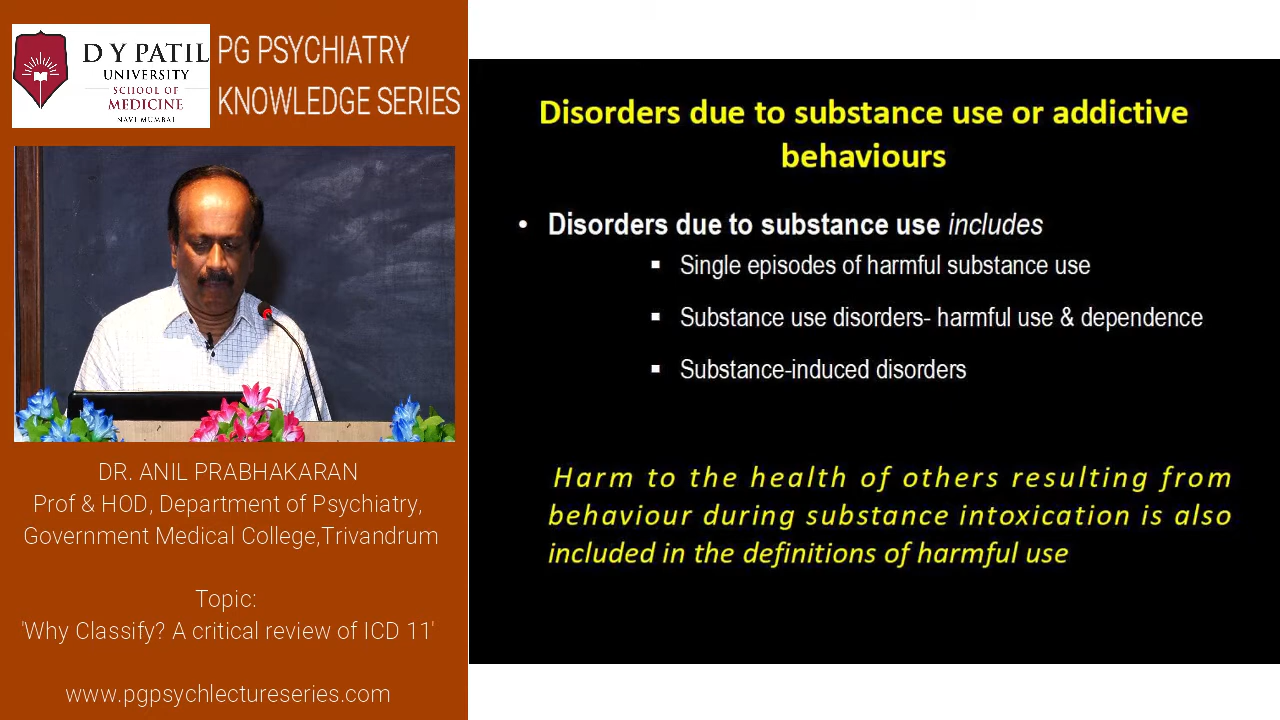 D Y PATIL
UNIVERSITY
SCHOOL OF
MEDICINE
NAVI MUMBAI
PG PSYCHIATRY
KNOWLEDGE SERIES
DR. ANIL PRABHAKARAN
Prof & HOD, Department of Psychiatry,
Government Medical College,Trivandrum
Topic:
'Why Classify? A critical review of ICD 11'
www.pgpsychlectureseries.com
Disorders due to substance use or addictive
behaviours
• Disorders due to substance use includes
▪ Single episodes of harmful substance use
▪ Substance use disorders- harmful use & dependence
▪ Substance-induced disorders
Harm to the health of others resulting from
behaviour during substance intoxication is also
included in the definitions of harmful use